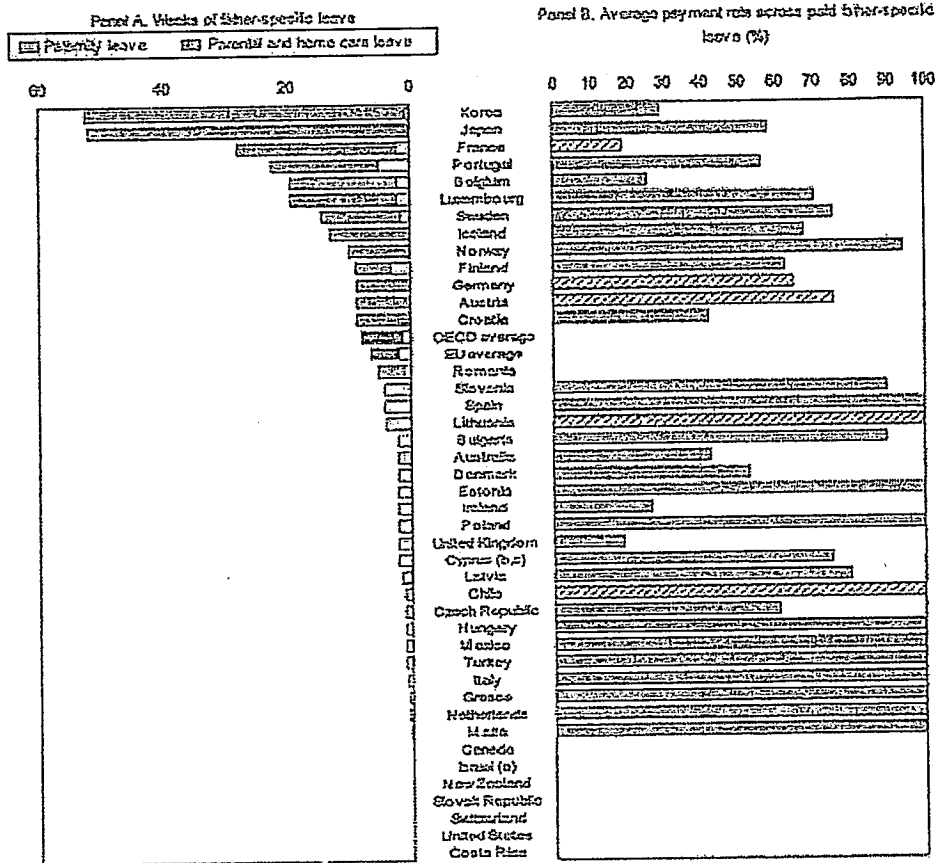 Panel A. Weeks of father-specific leave
Paternity leave Parental and home care leave
60 20 0
Panel B. Average payment rate across paid father-specific
leave (%)
0 10 20 30 40 50 60 70 80 90 100
Korea
Japan
France
Portugal
Belgium
Luxembourg
Sweden
Iceland
Norway
Finland
Germany
Austria
Croatia
OECD average
EU average
Romania
Slovenia
Spain
Lithuania
Bulgaria
Australia
Denmark
Estonia
Ireland
Poland
United Kingdom
Cyprus
Latvia
Chile
Czech Republic
Hungary
Mexico
Turkey
Italy
Greece
Netherlands
Malta
Canada
Israel (a)
New Zealand
Slovak Republic
Switzerland
United States
Costa Rica